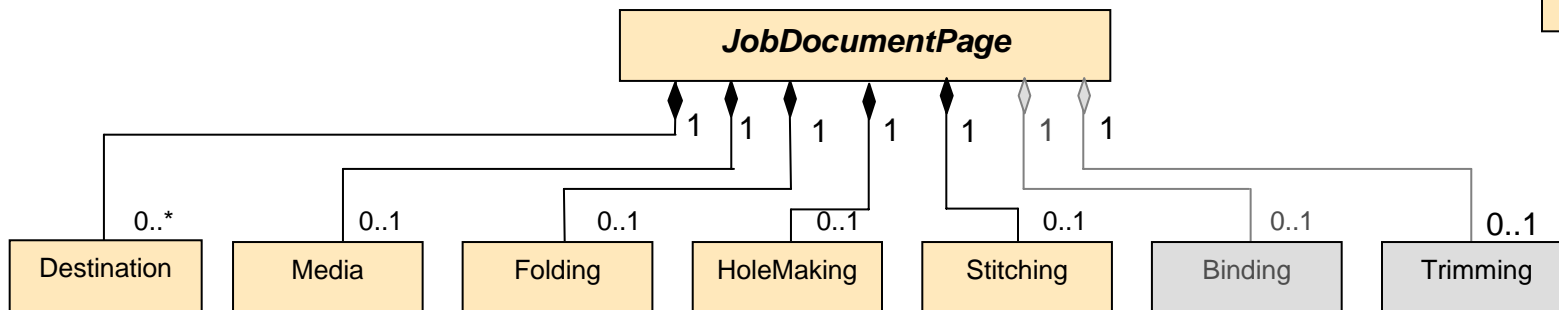 JobDocumentPage
1 1 1 1 1 1 1
0..* 0..1 0..1 0..1 0..1 0..1 0..1
Destination Media Folding HoleMaking Stitching Binding Trimming